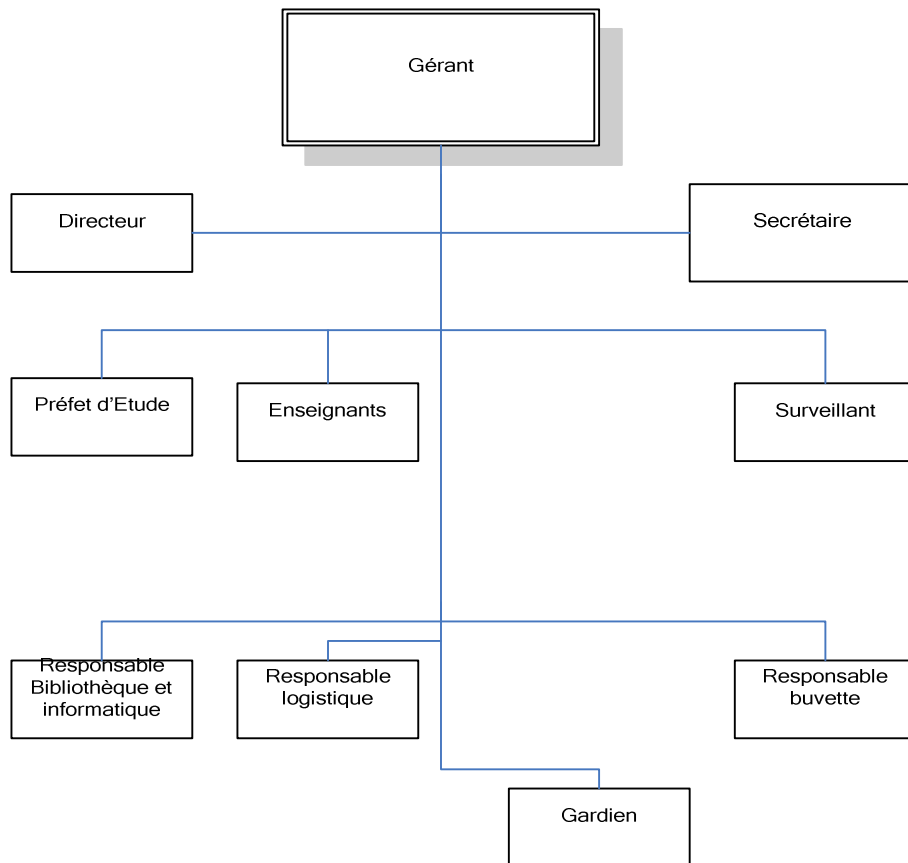 Gérant
Directeur
Secrétaire
Préfet d’Etude
Enseignants
Surveillant
Responsable
Bibliothèque et
informatique
Responsable
logistique
Responsable
buvette
Gardien